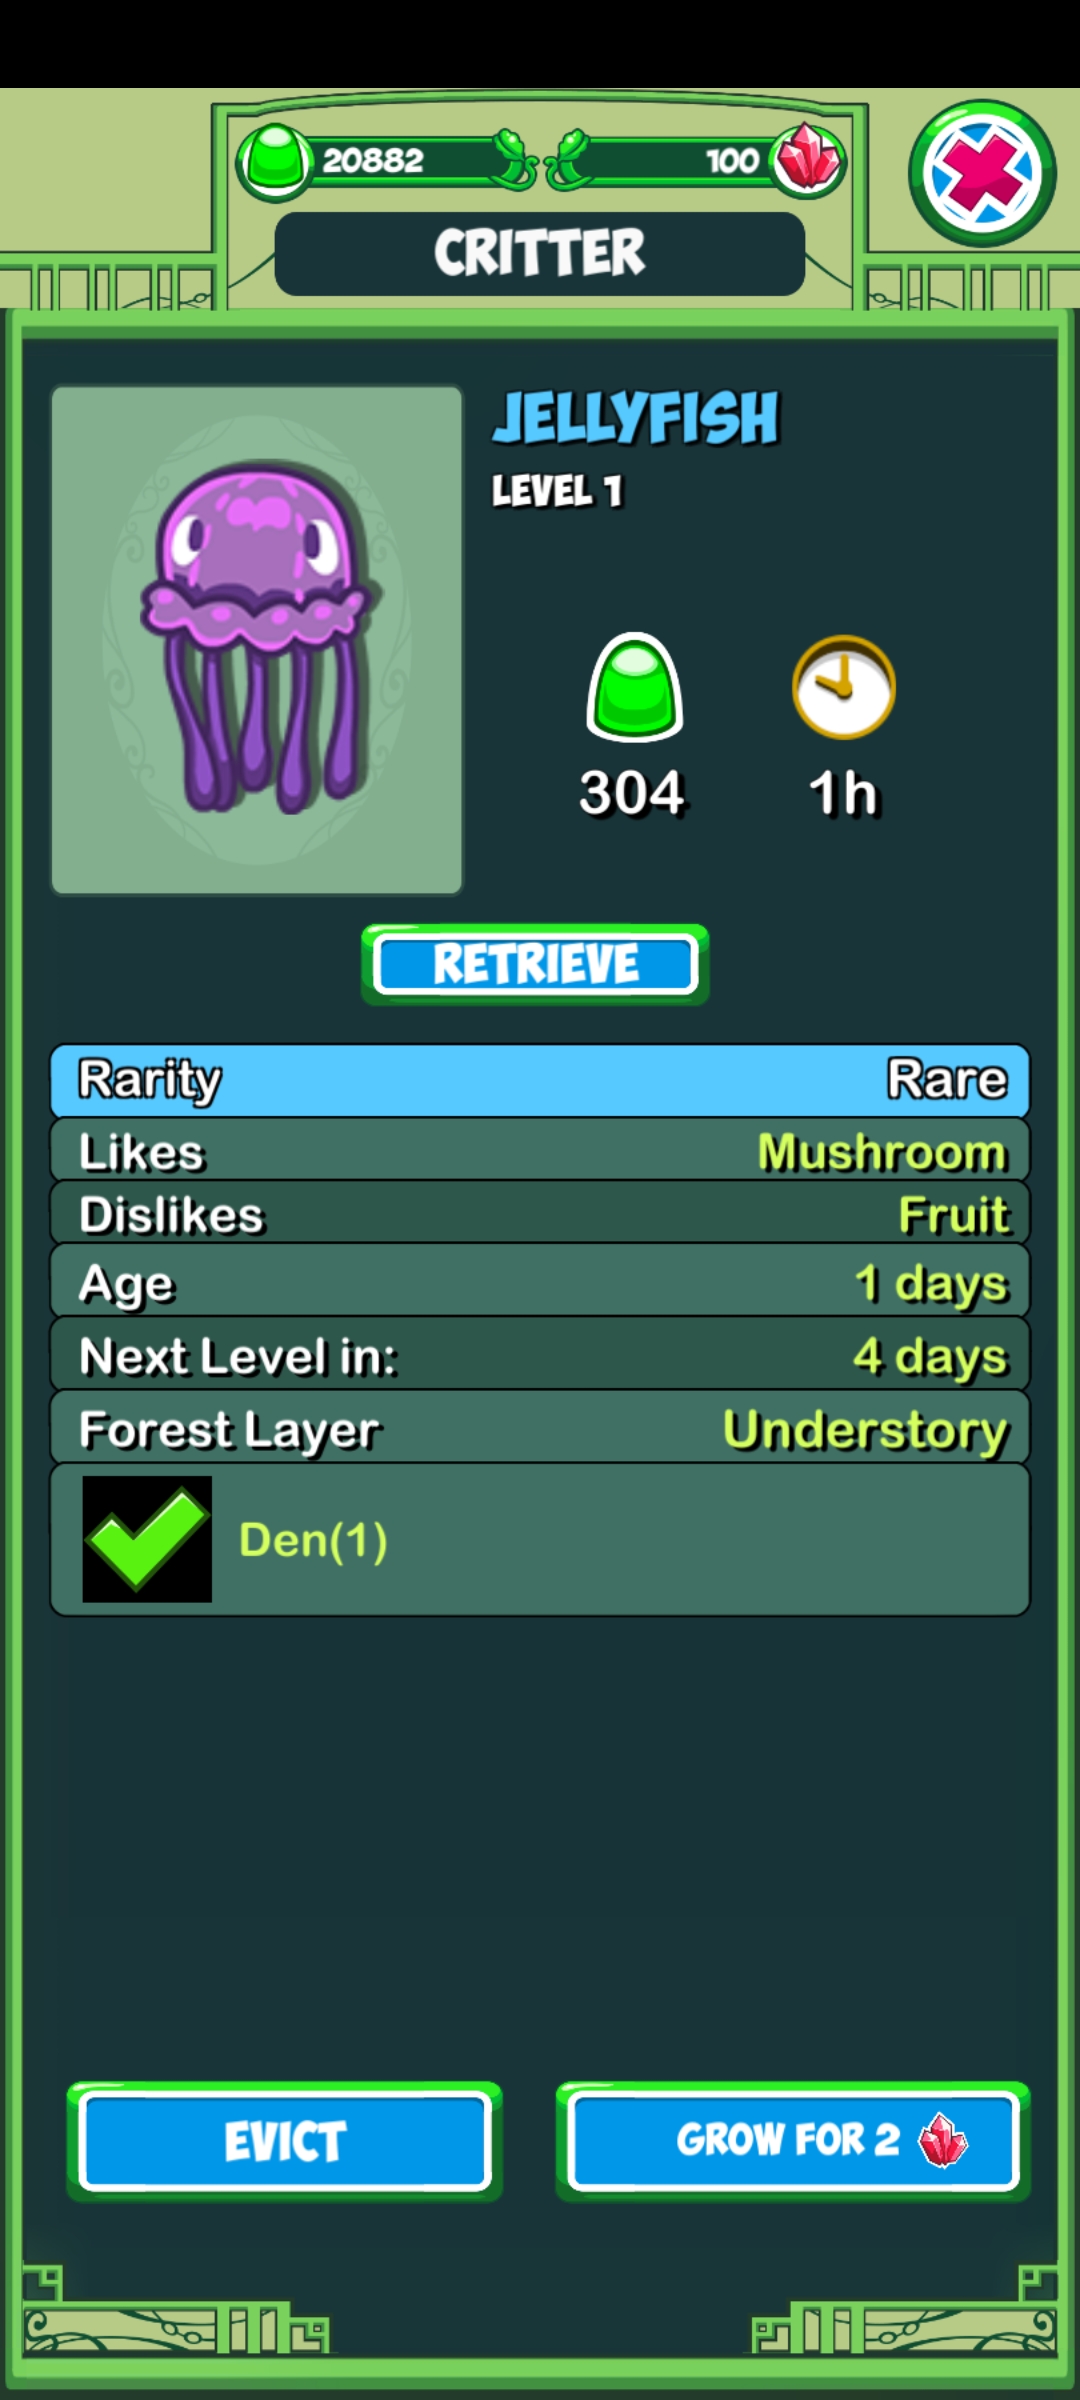 20882 100
CRITTER
JELLYFISH
LEVEL 1
304 1h
RETRIEVE
Rarity Rare
Likes Mushroom
Dislikes Fruit
Age 1 days
Next Level in: 4 days
Forest Layer Understory
Den(1)
EVICT GROW FOR 2